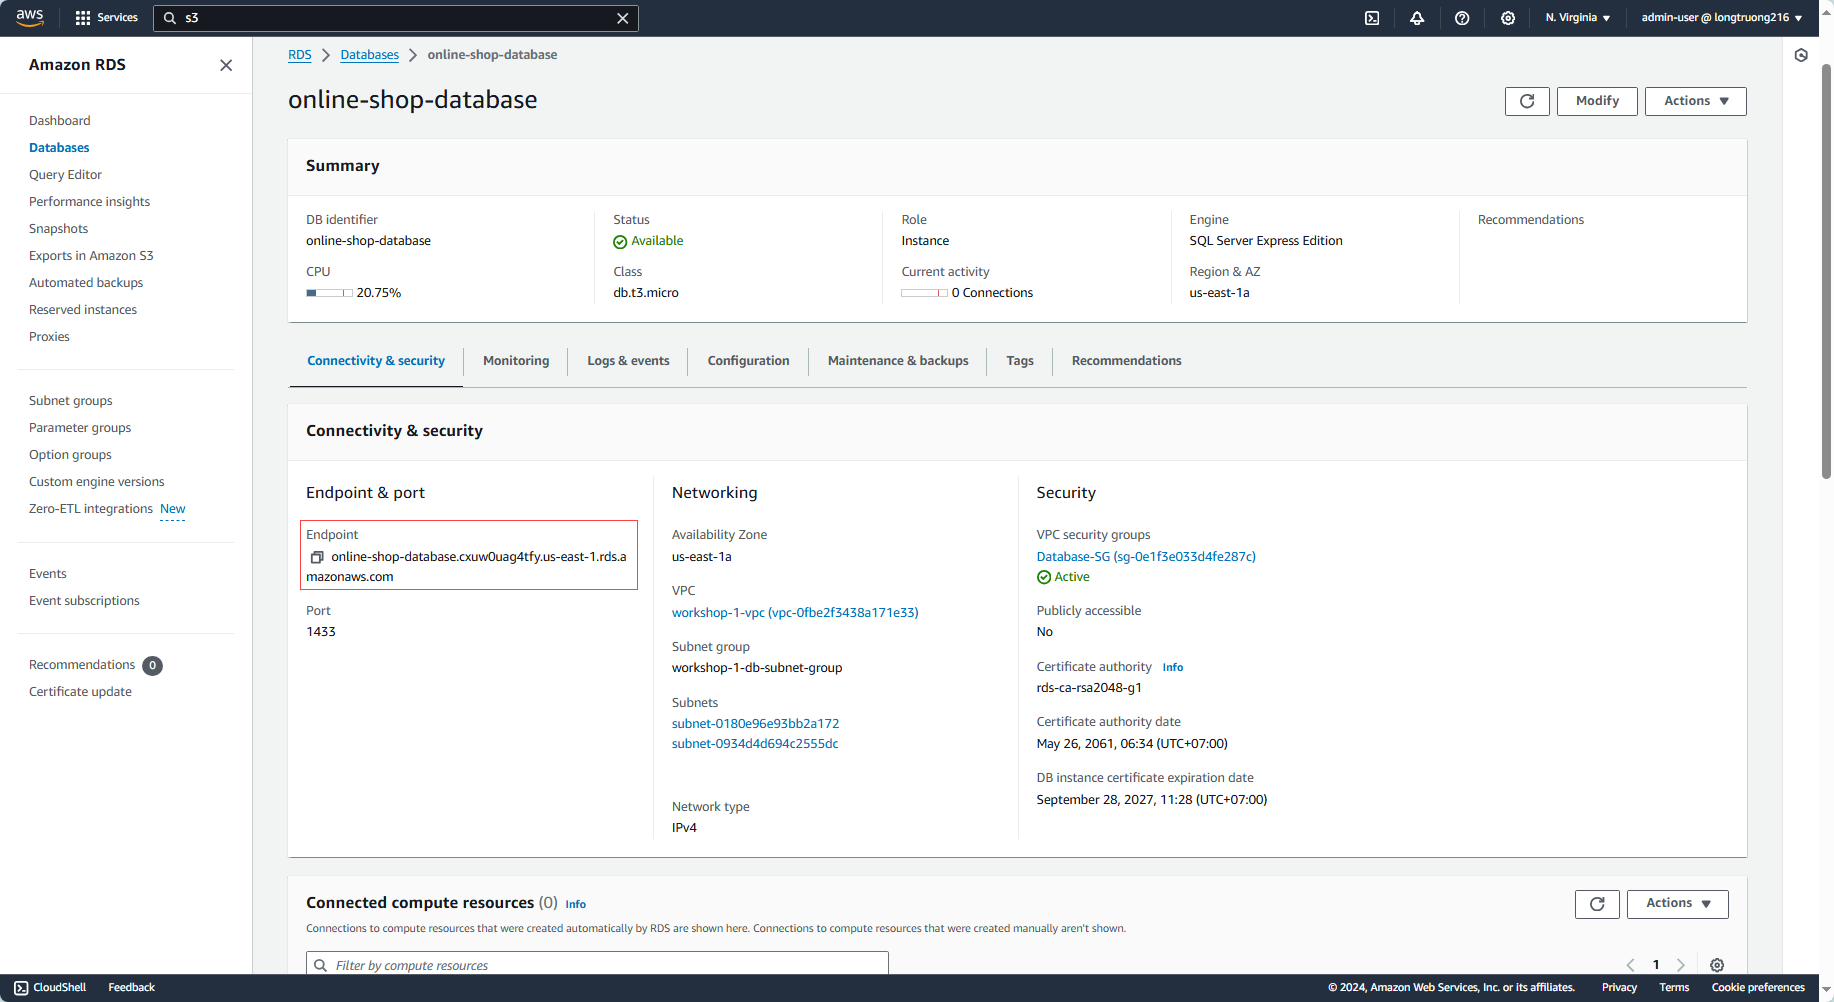 aws
Services
s3
N. Virginia ▼
admin-user @ longtruong216 ▼
Amazon RDS
Dashboard
Databases
Query Editor
Performance insights
Snapshots
Exports in Amazon S3
Automated backups
Reserved instances
Proxies
Subnet groups
Parameter groups
Option groups
Custom engine versions
Zero-ETL integrations New
Events
Event subscriptions
Recommendations 0
Certificate update
RDS > Databases > online-shop-database
online-shop-database
Modify
Actions ▼
Summary
DB identifier
online-shop-database
CPU
20.75%
Status
Available
Class
db.t3.micro
Role
Instance
Current activity
0 Connections
Engine
SQL Server Express Edition
Region & AZ
us-east-1a
Recommendations
Connectivity & security
Monitoring
Logs & events
Configuration
Maintenance & backups
Tags
Recommendations
Connectivity & security
Endpoint & port
Endpoint
online-shop-database.cxuw0uag4tfy.us-east-1.rds.a
mazonaws.com
Port
1433
Networking
Availability Zone
us-east-1a
VPC
workshop-1-vpc (vpc-0fbe2f3438a171e33)
Subnet group
workshop-1-db-subnet-group
Subnets
subnet-0180e96e93bb2a172
subnet-0934d4d694c2555dc
Network type
IPv4
Security
VPC security groups
Database-SG (sg-0e1f3e033d4fe287c)
Active
Publicly accessible
No
Certificate authority Info
rds-ca-rsa2048-g1
Certificate authority date
May 26, 2061, 06:34 (UTC+07:00)
DB instance certificate expiration date
September 28, 2027, 11:28 (UTC+07:00)
Connected compute resources (0) Info
Actions ▼
Connections to compute resources that were created automatically by RDS are shown here. Connections to compute resources that were created manually aren't shown.
Filter by compute resources
< 1 >
CloudShell
Feedback
© 2024, Amazon Web Services, Inc. or its affiliates.
Privacy
Terms
Cookie preferences